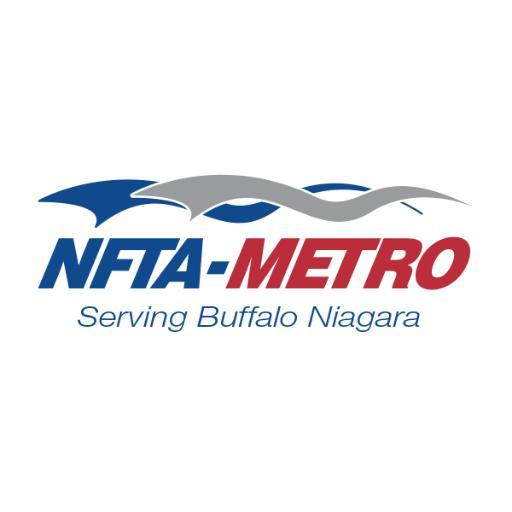 NFTA-METRO
Serving Buffalo Niagara